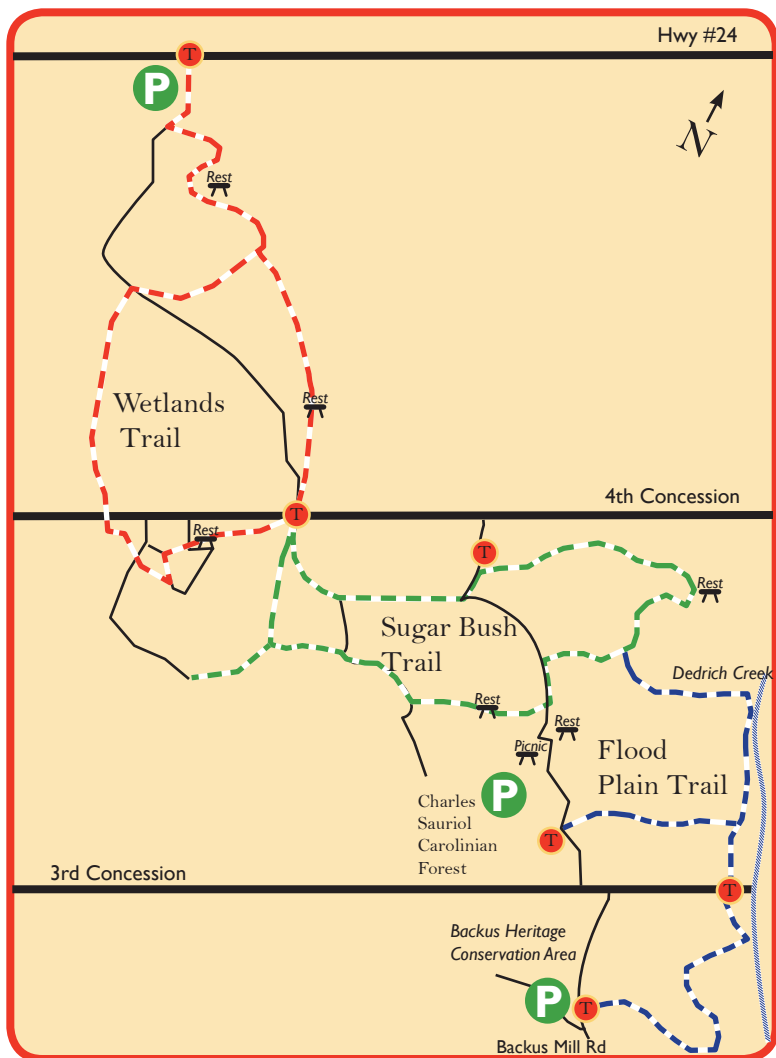 Hwy #24
T
P
N
Rest
Rest
Wetlands
Trail
4th Concession
T
Rest
T
Rest
Sugar Bush
Trail
Dedrich Creek
Rest
Rest
Picnic
Flood
Plain Trail
P
Charles
Sauriol
Carolinian
Forest
T
3rd Concession
T
Backus Heritage
Conservation Area
P
T
Backus Mill Rd